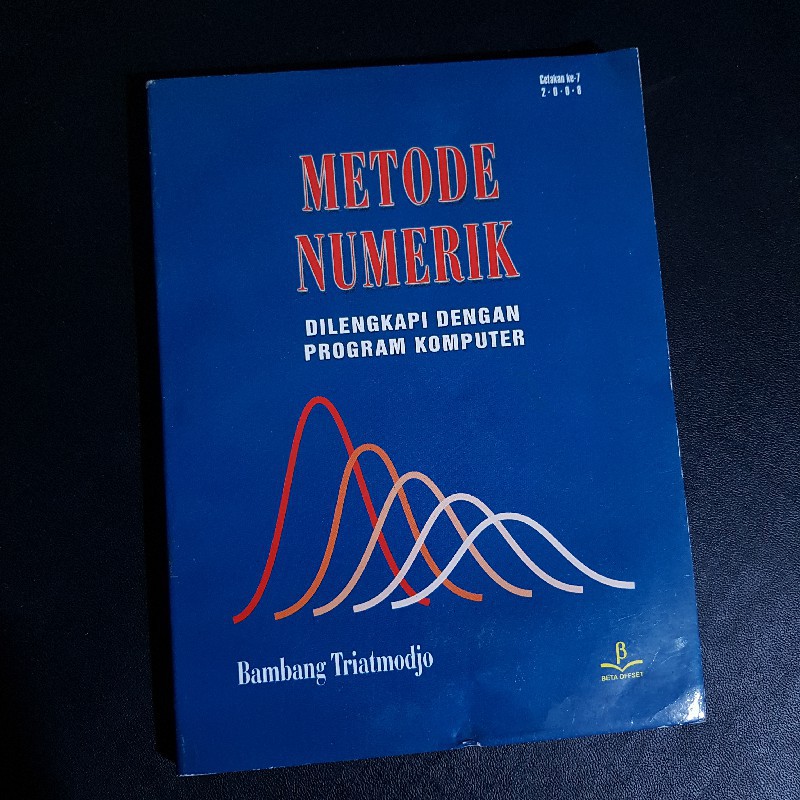 Cetakan ke-7
2・0・0・8
METODE
NUMERIK
DILENGKAPI DENGAN
PROGRAM KOMPUTER
Bambang Triatmodjo
β
BETA OFFSET